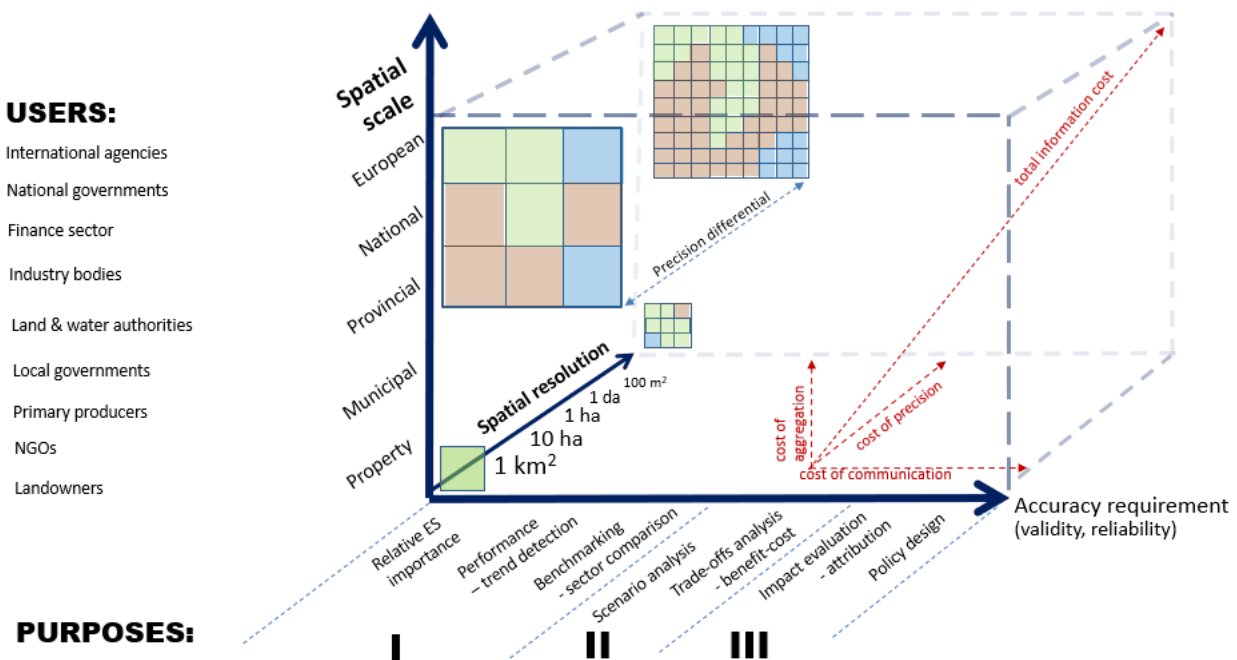 USERS:
International agencies
National governments
Finance sector
Industry bodies
Land & water authorities
Local governments
Primary producers
NGOs
Landowners
Spatial
scale
European
National
Provincial
Municipal
Property
Spatial resolution
1 km²
10 ha
1 ha
1 da
100 m²
Precision differential
total information cost
cost of
aggregation
cost of precision
cost of communication
Accuracy requirement
(validity, reliability)
Relative ES
importance
Performance
– trend detection
Benchmarking
- sector comparison
Scenario analysis
Trade-offs analysis
- benefit-cost
Impact evaluation
- attribution
Policy design
PURPOSES:
I
II
III